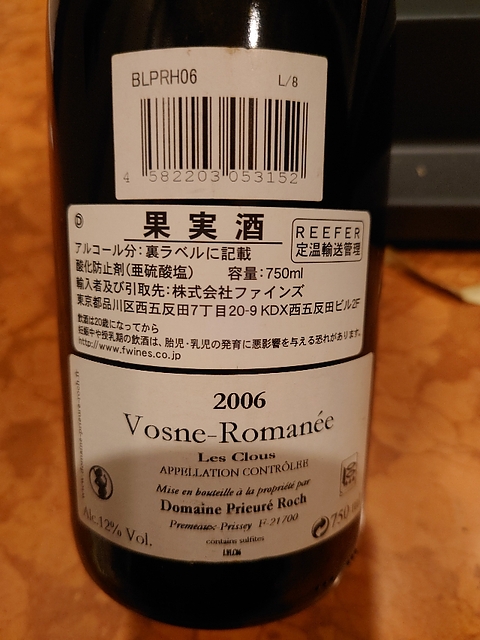 BLPRH06 L/8
4 582203 053152
Ⓓ 果実酒
REEFER
定温輸送管理
アルコール分:裏ラベルに記載
酸化防止剤(亜硫酸塩) 容量:750ml
輸入者及び引取先:株式会社ファインズ
東京都品川区西五反田7丁目20-9 KDX西五反田ビル2F
飲酒は20歳になってから
妊娠中や授乳期の飲酒は、胎児・乳児の発育に悪影響を与える恐れがあります。
http://www.fwines.co.jp
2006
Vosne-Romanée
Les Clous
APPELLATION CONTRÔLÉE
Mise en bouteille à la propriété par
Domaine Prieuré Roch
Premeaux-Prissey F-21700
Alc.12% Vol.
750 m
contains sulfites